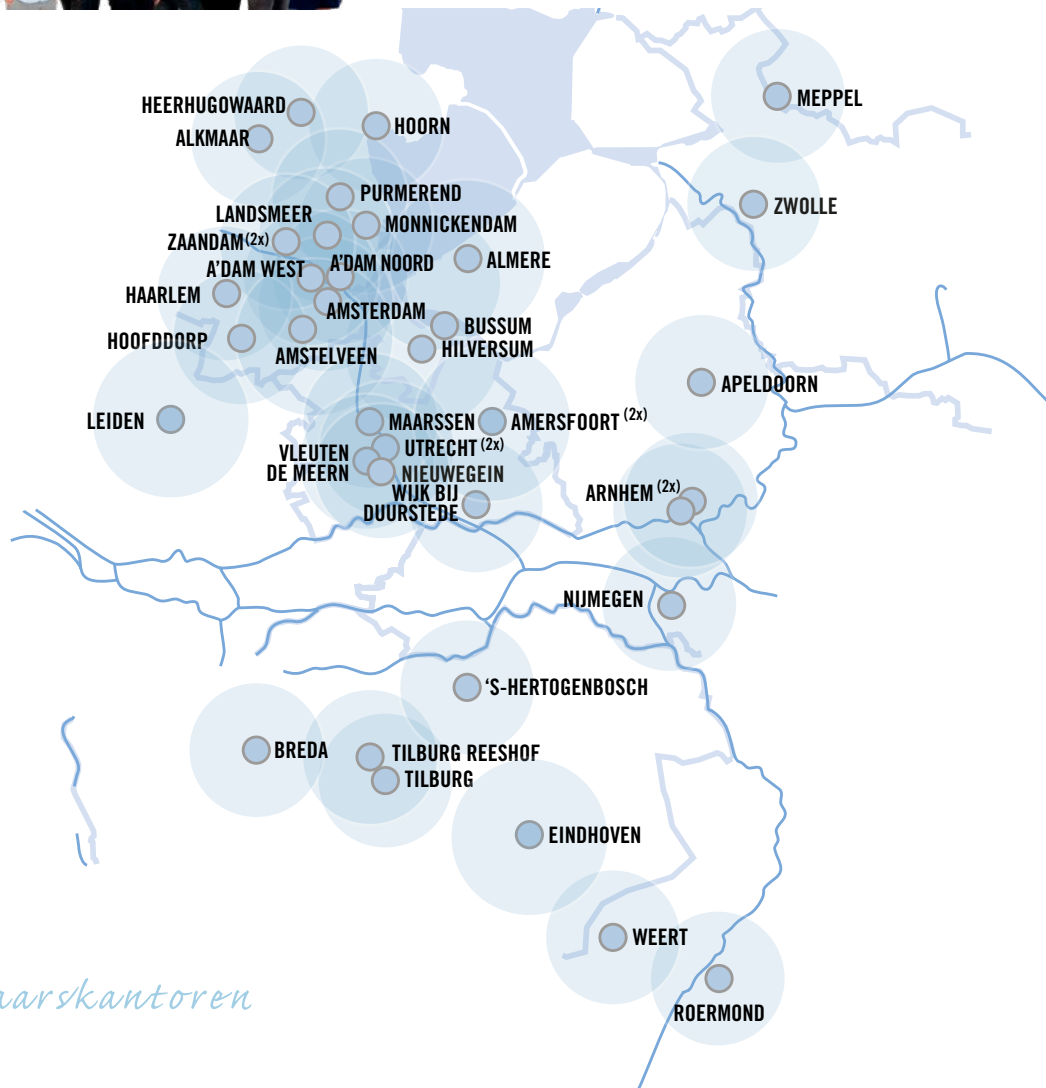 HEERHUGOWAARD
MEPPEL
HOORN
ALKMAAR
PURMEREND
ZWOLLE
LANDSMEER
MONNICKENDAM
ZAANDAM (2x)
A'DAM WEST
A'DAM NOORD
ALMERE
HAARLEM
AMSTERDAM
BUSSUM
HOOFDDORP
HILVERSUM
AMSTELVEEN
APELDOORN
LEIDEN
MAARSSEN
AMERSFOORT (2x)
UTRECHT (2x)
VLEUTEN
DE MEERN
NIEUWEGEIN
WIJK BIJ
DUURSTEDE
ARNHEM (2x)
NIJMEGEN
‘S-HERTOGENBOSCH
BREDA
TILBURG REESHOF
TILBURG
EINDHOVEN
WEERT
ROERMOND
aarskantoren